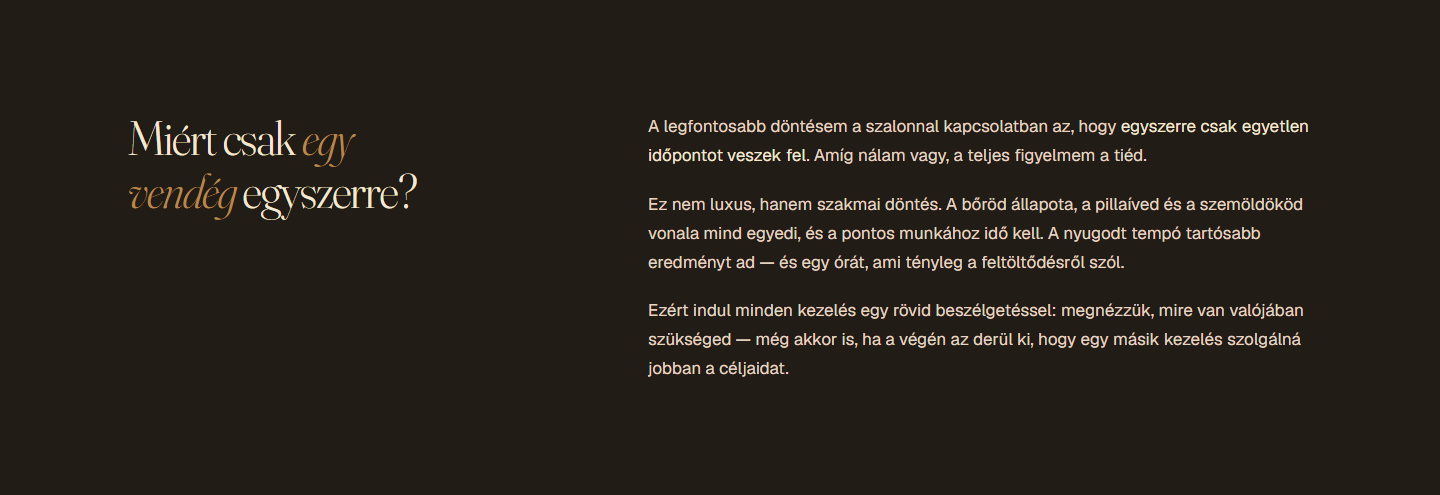 Miért csak egy
vendég egyszerre?
A legfontosabb döntésem a szalonnal kapcsolatban az, hogy egyszerre csak egyetlen
időpontot veszek fel. Amíg nálam vagy, a teljes figyelmem a tiéd.
Ez nem luxus, hanem szakmai döntés. A bőröd állapota, a pillaíved és a szemöldököd
vonala mind egyedi, és a pontos munkához idő kell. A nyugodt tempó tartósabb
eredményt ad — és egy órát, ami tényleg a feltöltődésről szól.
Ezért indul minden kezelés egy rövid beszélgetéssel: megnézzük, mire van valójában
szükséged — még akkor is, ha a végén az derül ki, hogy egy másik kezelés szolgálná
jobban a céljaidat.